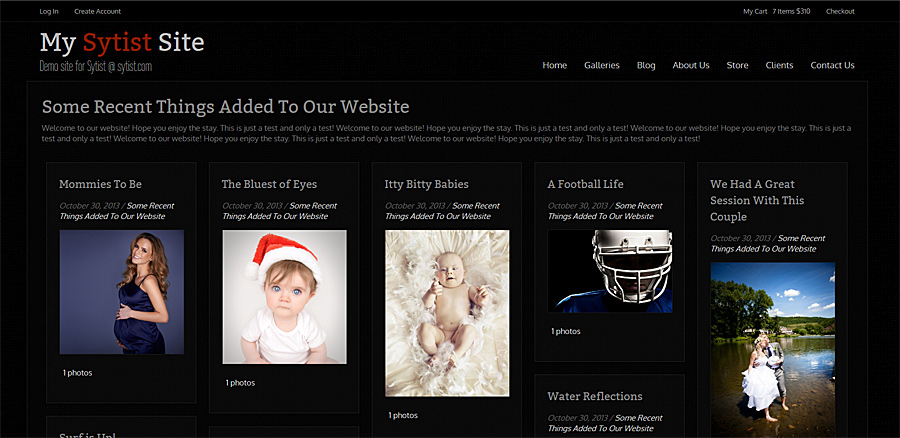 Log In Create Account My Cart 7 Items $310 Checkout
My Sytist Site
Demo site for Sytist @ sytist.com
Home Galleries Blog About Us Store Clients Contact Us
Some Recent Things Added To Our Website
Welcome to our website! Hope you enjoy the stay. This is just a test and only a test! Welcome to our website! Hope you enjoy the stay. This is just a test and only a test! Welcome to our website! Hope you enjoy the stay. This is just a
test and only a test! Welcome to our website! Hope you enjoy the stay. This is just a test and only a test! Welcome to our website! Hope you enjoy the stay. This is just a test and only a test!
Mommies To Be
October 30, 2013 / Some Recent
Things Added To Our Website
1 photos
Surf is Up!
The Bluest of Eyes
October 30, 2013 / Some Recent
Things Added To Our Website
1 photos
Itty Bitty Babies
October 30, 2013 / Some Recent
Things Added To Our Website
1 photos
A Football Life
October 30, 2013 / Some Recent
Things Added To Our Website
1 photos
Water Reflections
October 30, 2013 / Some Recent
Things Added To Our Website
We Had A Great
Session With This
Couple
October 30, 2013 / Some Recent
Things Added To Our Website